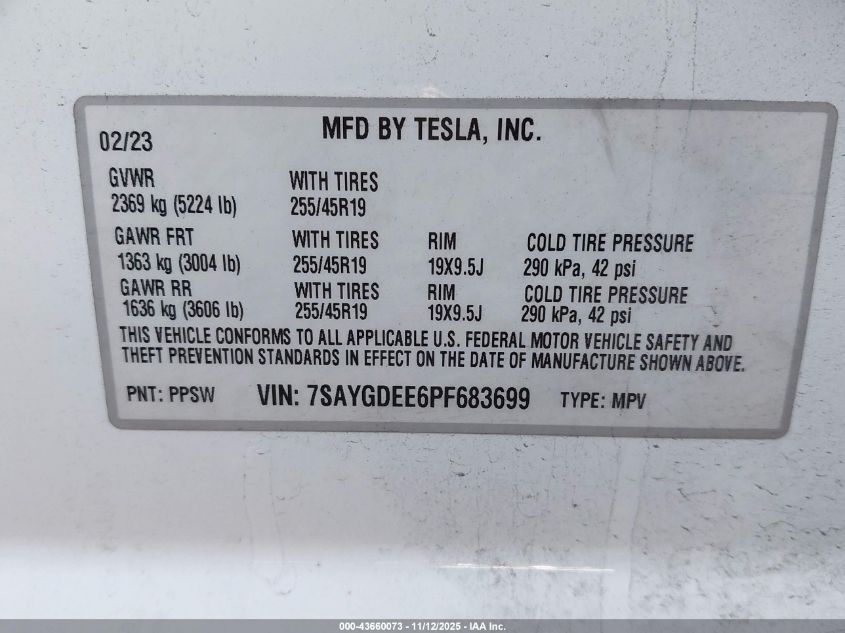 02/23
MFD BY TESLA, INC.
GVWR WITH TIRES
2369 kg (5224 lb) 255/45R19
GAWR FRT WITH TIRES RIM COLD TIRE PRESSURE
1363 kg (3004 lb) 255/45R19 19X9.5J 290 kPa, 42 psi
GAWR RR WITH TIRES RIM COLD TIRE PRESSURE
1636 kg (3606 lb) 255/45R19 19X9.5J 290 kPa, 42 psi
THIS VEHICLE CONFORMS TO ALL APPLICABLE U.S. FEDERAL MOTOR VEHICLE SAFETY AND
THEFT PREVENTION STANDARDS IN EFFECT ON THE DATE OF MANUFACTURE SHOWN ABOVE.
PNT: PPSW VIN: 7SAYGDEE6PF683699 TYPE: MPV
000-43660073 - 11/12/2025 - IAA Inc.